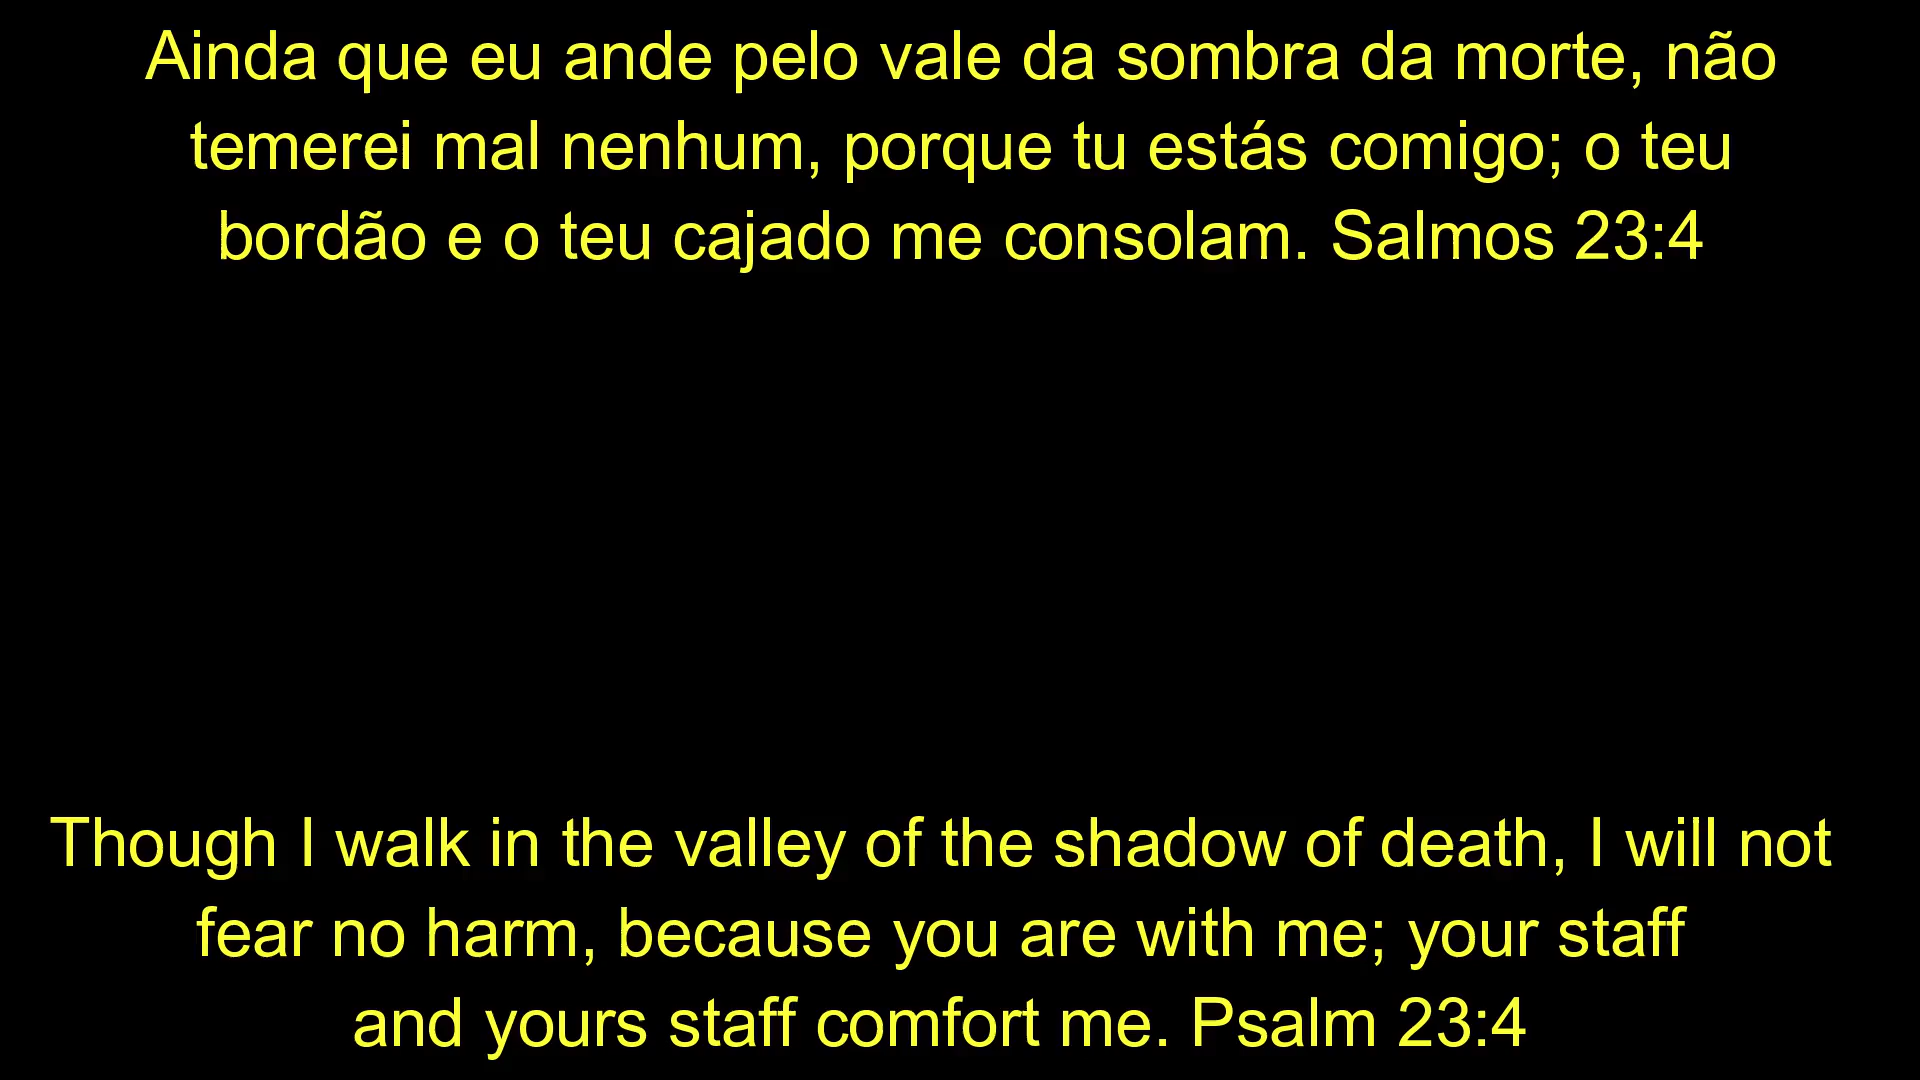 Ainda que eu ande pelo vale da sombra da morte, não
temerei mal nenhum, porque tu estás comigo; o teu
bordão e o teu cajado me consolam. Salmos 23:4
Though I walk in the valley of the shadow of death, I will not
fear no harm, because you are with me; your staff
and yours staff comfort me. Psalm 23:4